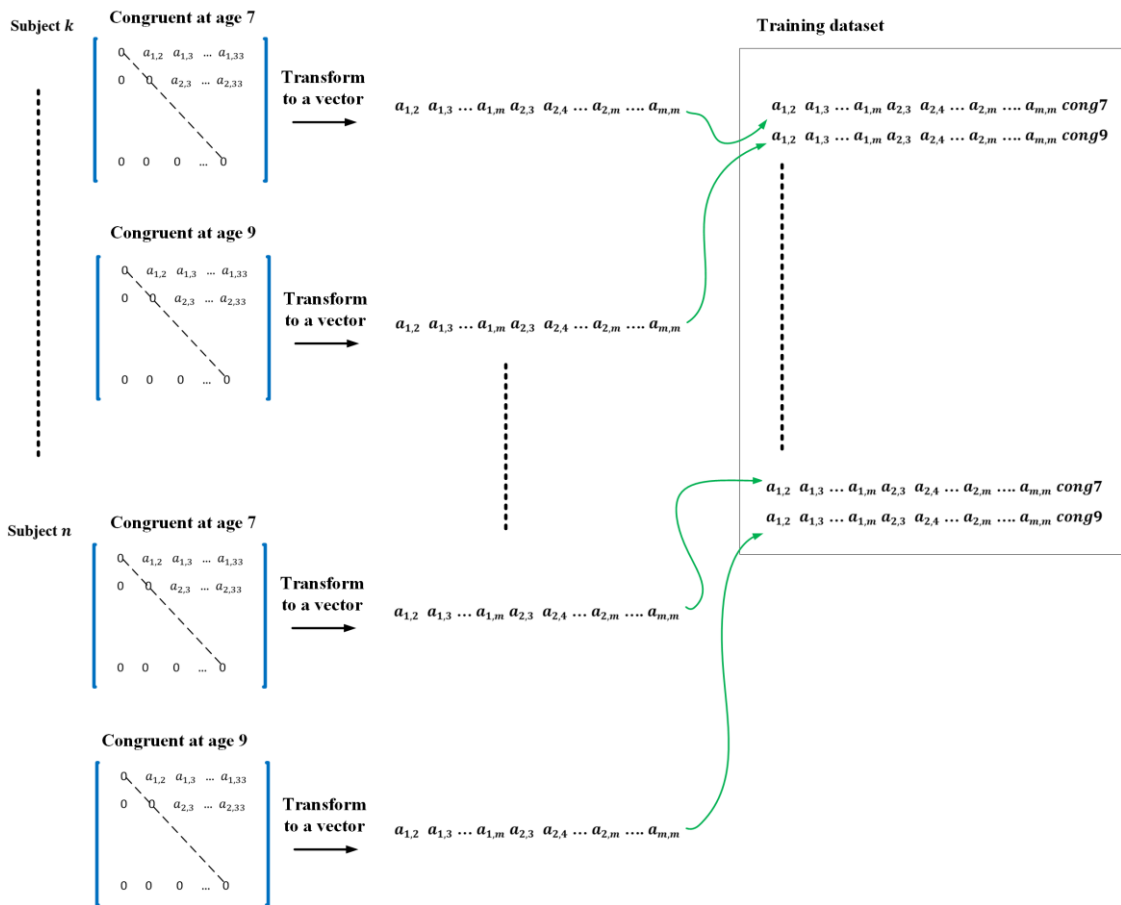 Subject k
Congruent at age 7
0 a1,2 a1,3 ... a1,33
0 0 a2,3 ... a2,33
0 0 0 ... 0
Transform
to a vector
a1,2 a1,3 ... a1,m a2,3 a2,4 ... a2,m .... am,m
Training dataset
a1,2 a1,3 ... a1,m a2,3 a2,4 ... a2,m .... am,m cong7
a1,2 a1,3 ... a1,m a2,3 a2,4 ... a2,m .... am,m cong9
Congruent at age 9
0 a1,2 a1,3 ... a1,33
0 0 a2,3 ... a2,33
0 0 0 ... 0
Transform
to a vector
a1,2 a1,3 ... a1,m a2,3 a2,4 ... a2,m .... am,m
a1,2 a1,3 ... a1,m a2,3 a2,4 ... a2,m .... am,m cong7
a1,2 a1,3 ... a1,m a2,3 a2,4 ... a2,m .... am,m cong9
Subject n
Congruent at age 7
0 a1,2 a1,3 ... a1,33
0 0 a2,3 ... a2,33
0 0 0 ... 0
Transform
to a vector
a1,2 a1,3 ... a1,m a2,3 a2,4 ... a2,m .... am,m
Congruent at age 9
0 a1,2 a1,3 ... a1,33
0 0 a2,3 ... a2,33
0 0 0 ... 0
Transform
to a vector
a1,2 a1,3 ... a1,m a2,3 a2,4 ... a2,m .... am,m